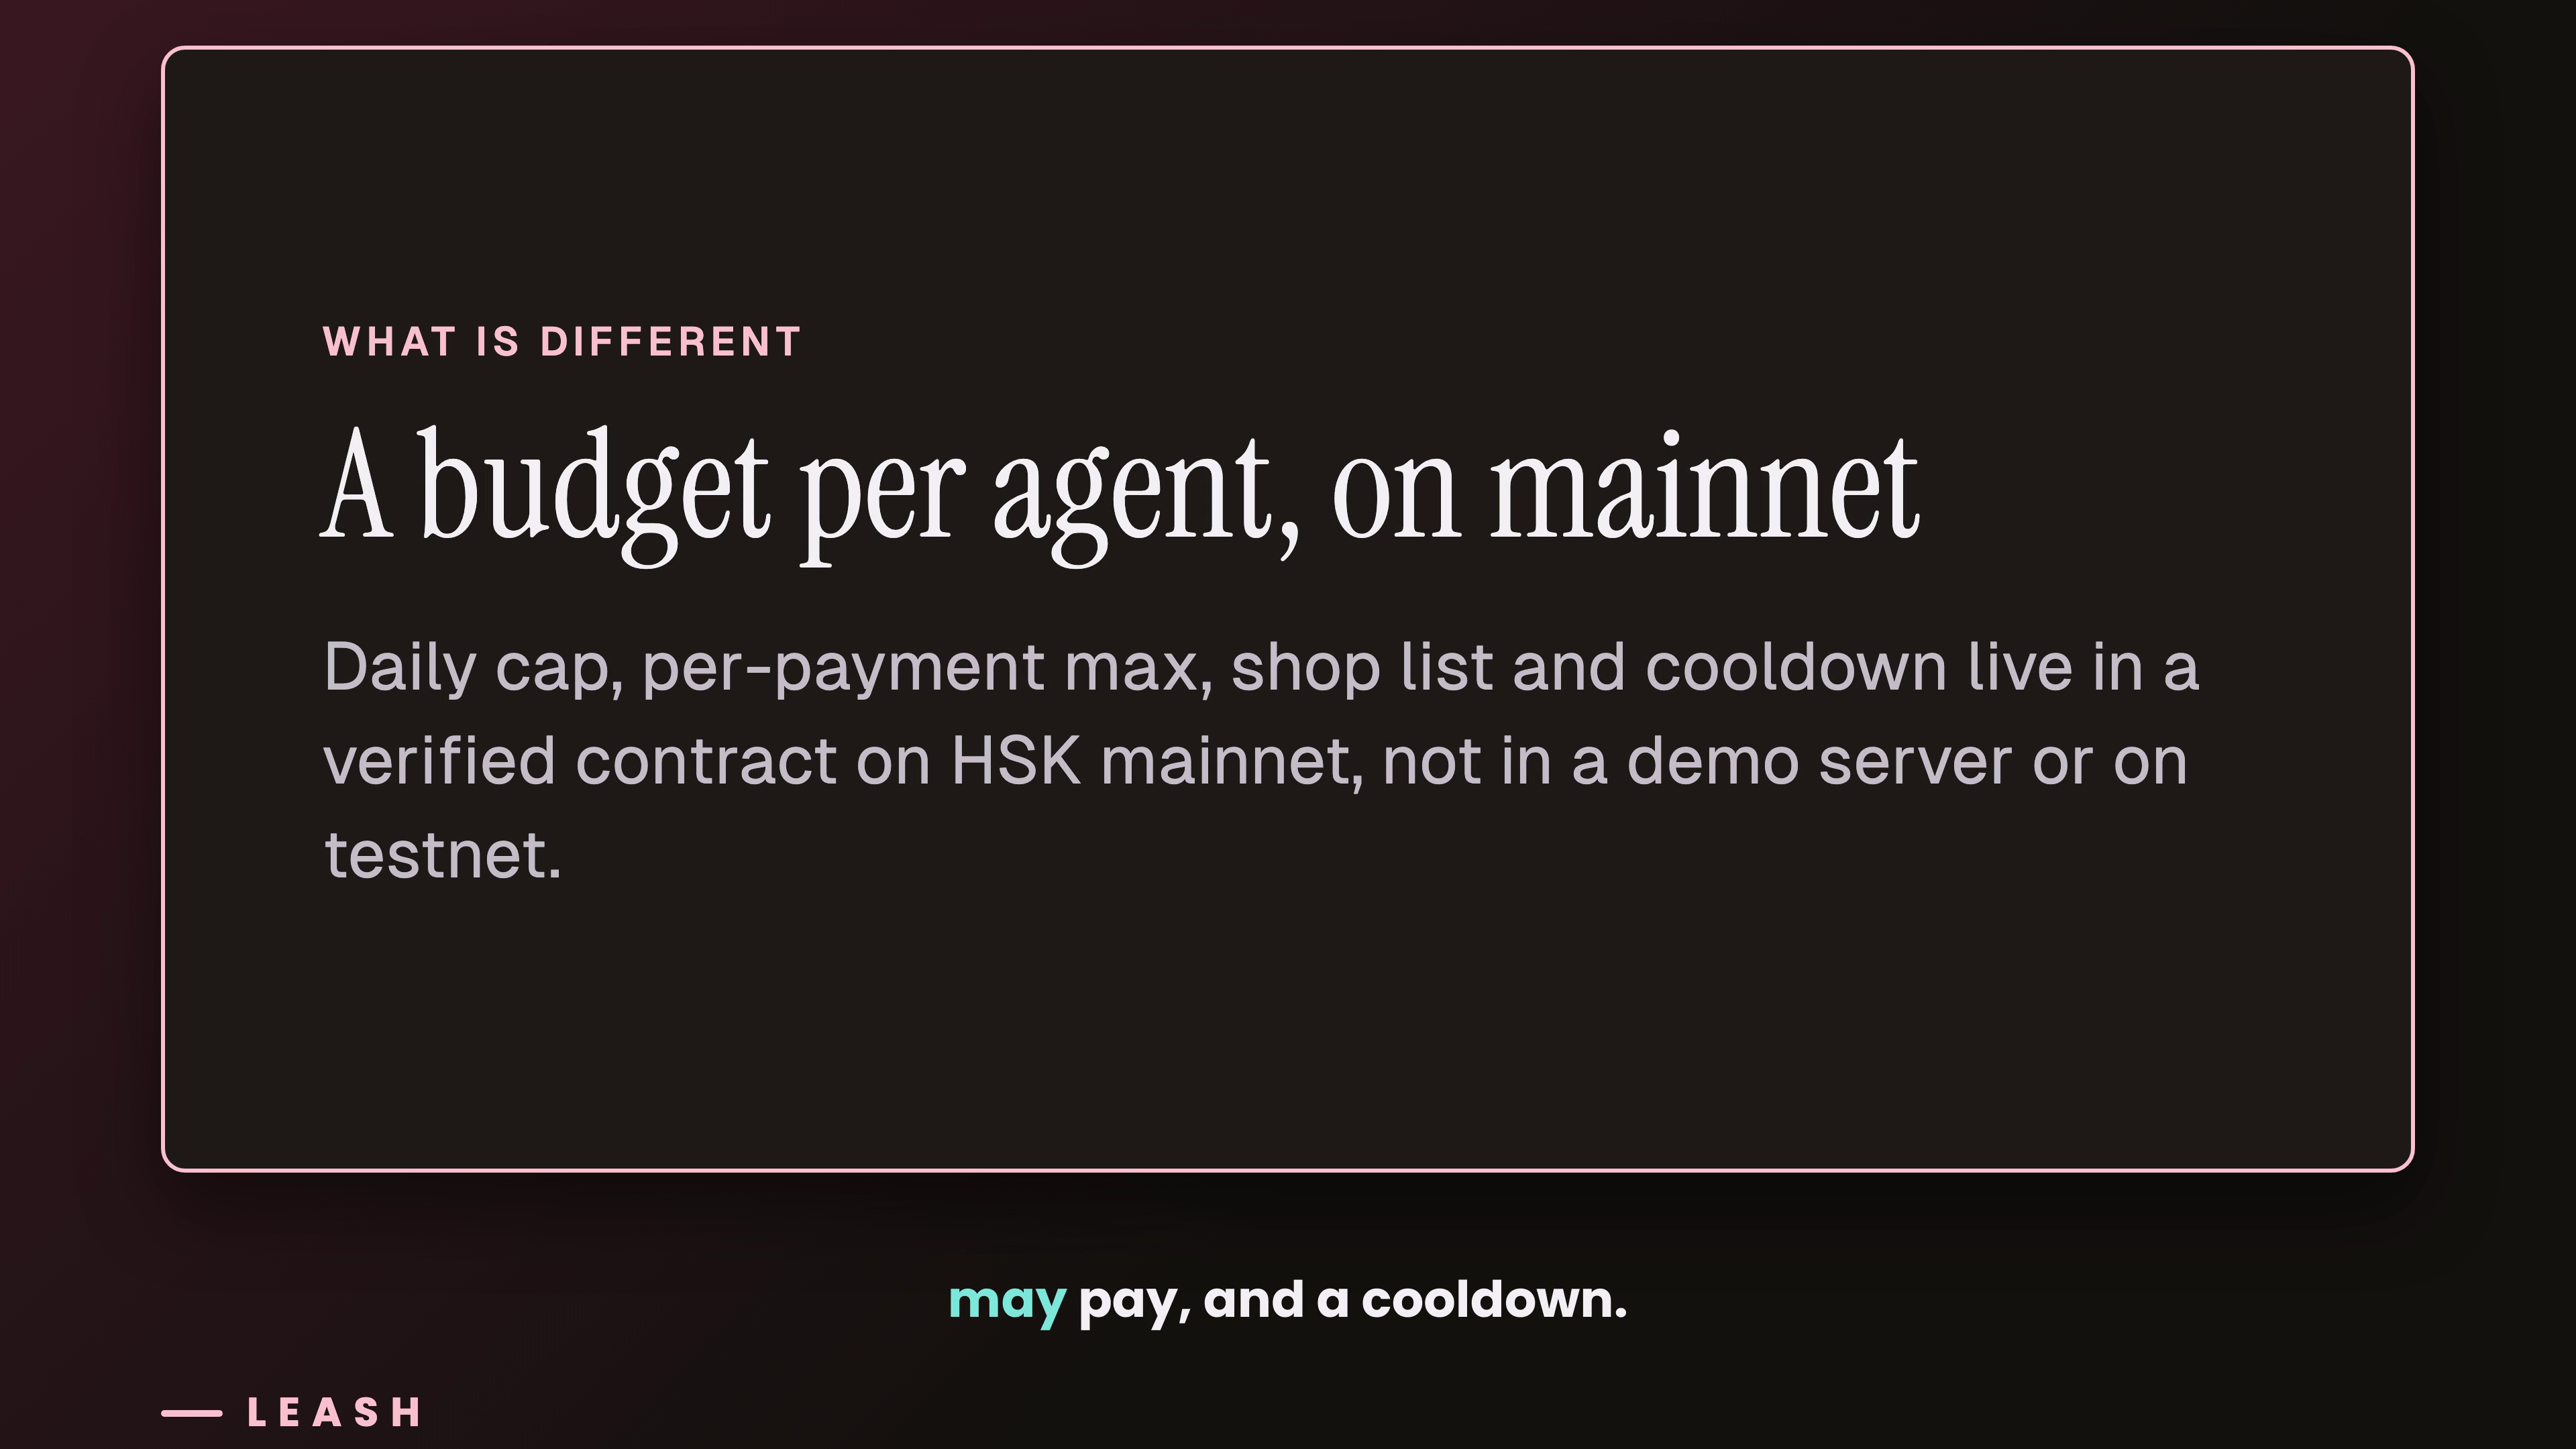 WHAT IS DIFFERENT
A budget per agent, on mainnet
Daily cap, per-payment max, shop list and cooldown live in a
verified contract on HSK mainnet, not in a demo server or on
testnet.
may pay, and a cooldown.
LEASH